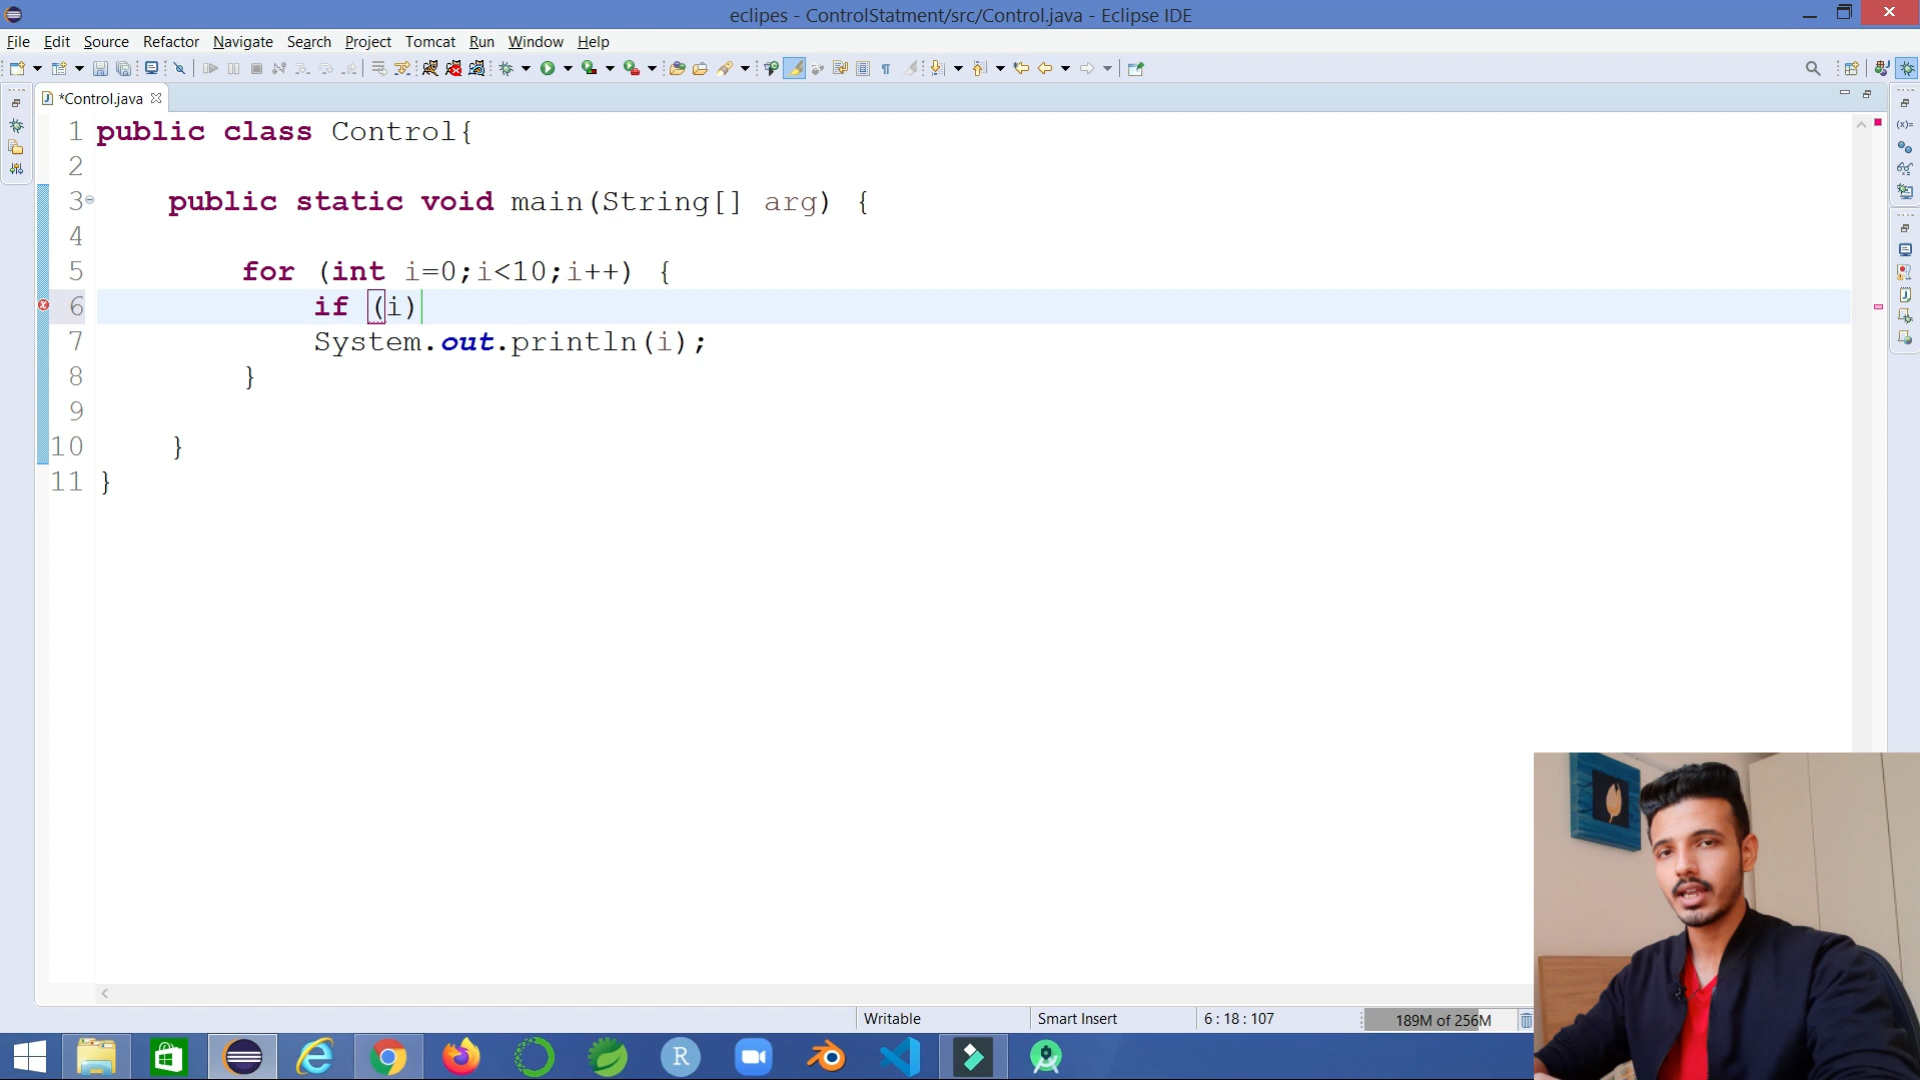 eclipes - ControlStatment/src/Control.java - Eclipse IDE
File Edit Source Refactor Navigate Search Project Tomcat Run Window Help
*Control.java
1 public class Control{
2
3 public static void main(String[] arg) {
4
5 for (int i=0;i<10;i++) {
6 if (i)
7 System.out.println(i);
8 }
9
10 }
11 }
Writable Smart Insert 6 : 18 : 107 189M of 256M